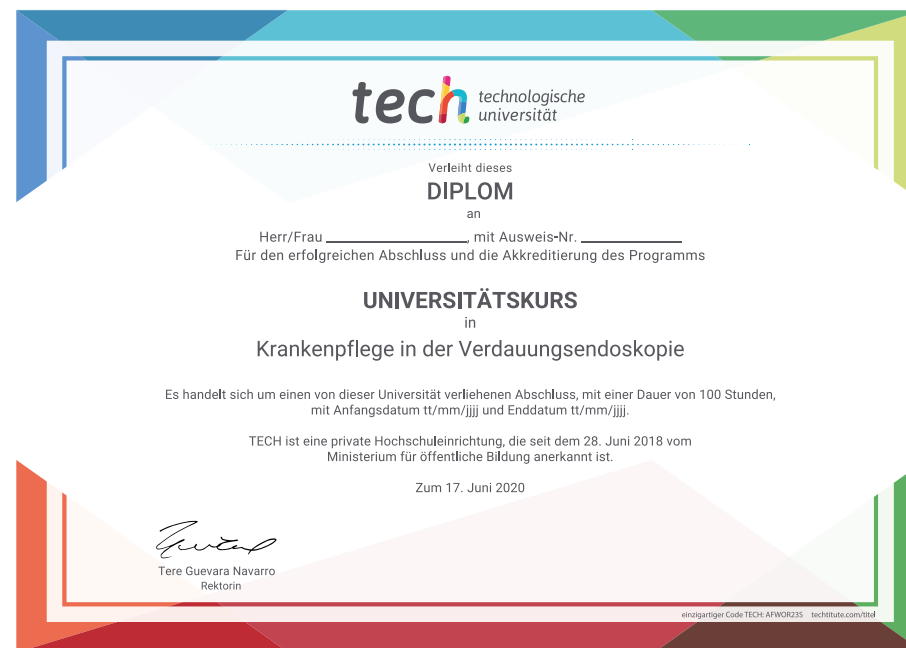 tech technologische
universität
Verleiht dieses
DIPLOM
an
Herr/Frau ____________, mit Ausweis-Nr. ____________
Für den erfolgreichen Abschluss und die Akkreditierung des Programms
UNIVERSITÄTSKURS
in
Krankenpflege in der Verdauungsendoskopie
Es handelt sich um einen von dieser Universität verliehenen Abschluss, mit einer Dauer von 100 Stunden,
mit Anfangsdatum tt/mm/jjjj und Enddatum tt/mm/jjjj.
TECH ist eine private Hochschuleinrichtung, die seit dem 28. Juni 2018 vom
Ministerium für öffentliche Bildung anerkannt ist.
Zum 17. Juni 2020
Tere Guevara Navarro
Rektorin
einzigartiger Code TECH: AFWOR23S techtitute.com/titel